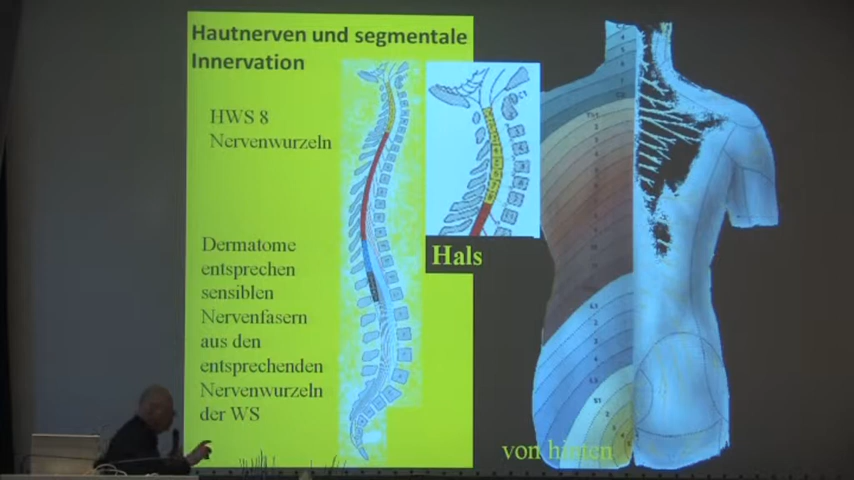 Hautnerven und segmentale
Innervation
HWS 8
Nervenwurzeln
Dermatome
entsprechen
sensiblen
Nervenfasern
aus den
entsprechenden
Nervenwurzeln
der WS
Hals
von hinten